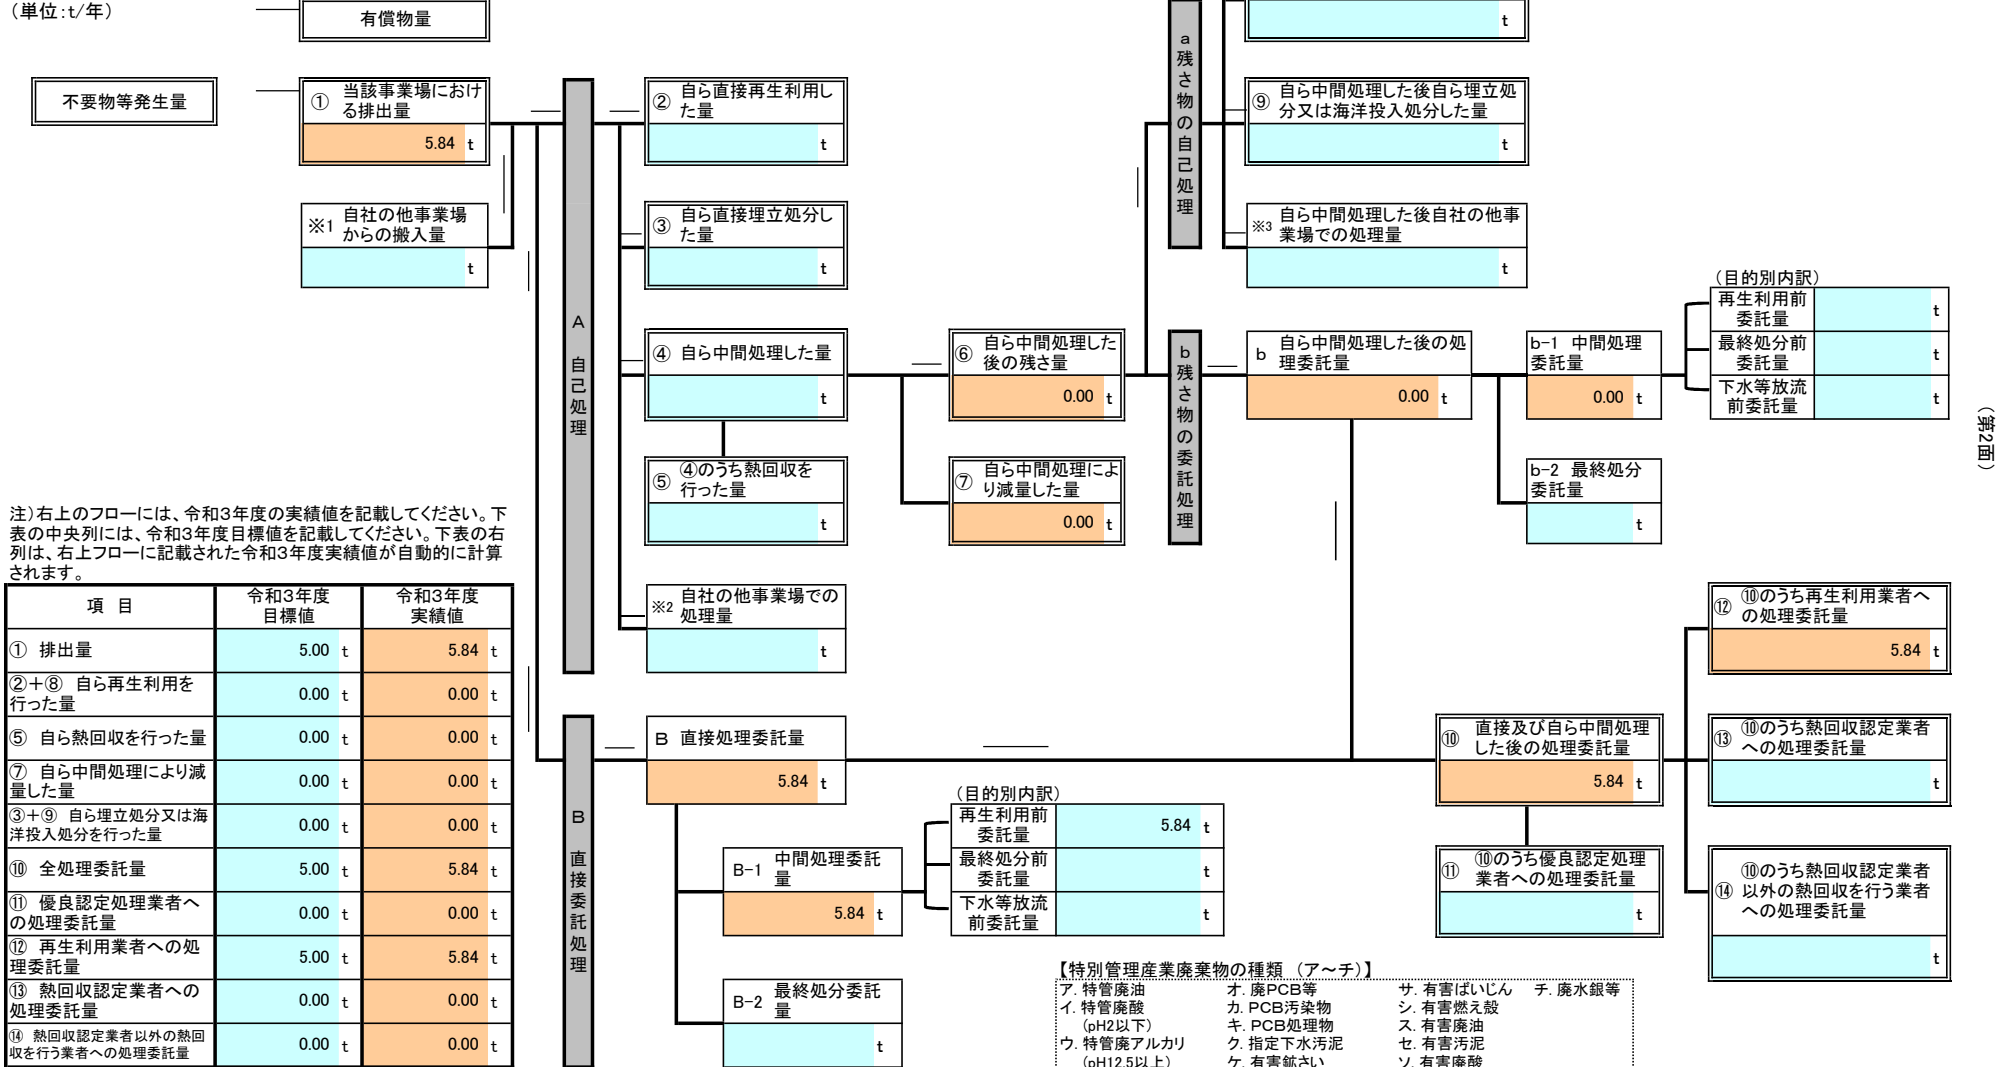 （単位:t/年）
有償物量
t
不要物等発生量
① 当該事業場におけ
る排出量
5.84 t
※1 自社の他事業場
からの搬入量
t
A 自己処理
② 自ら直接再生利用し
た量
t
③ 自ら直接埋立処分し
た量
t
④ 自ら中間処理した量
t
⑤ ④のうち熱回収を
行った量
t
※2 自社の他事業場での
処理量
t
⑥ 自ら中間処理した
後の残さ量
0.00 t
⑦ 自ら中間処理によ
り減量した量
0.00 t
a残さ物の自己処理
⑨ 自ら中間処理した後自ら埋立処
分又は海洋投入処分した量
t
※3 自ら中間処理した後自社の他事
業場での処理量
t
b残さ物の委託処理
b 自ら中間処理した後の処
理委託量
0.00 t
b-1 中間処理
委託量
0.00 t
b-2 最終処分
委託量
t
（目的別内訳）
再生利用前
委託量 t
最終処分前
委託量 t
下水等放流
前委託量 t
（第2面）
注）右上のフローには、令和3年度の実績値を記載してください。下
表の中央列には、令和3年度目標値を記載してください。下表の右
列は、右上フローに記載された令和3年度実績値が自動的に計算
されます。
項 目 令和3年度 目標値 令和3年度 実績値
① 排出量 5.00 t 5.84 t
②＋⑧ 自ら再生利用を
行った量 0.00 t 0.00 t
⑤ 自ら熱回収を行った量 0.00 t 0.00 t
⑦ 自ら中間処理により減
量した量 0.00 t 0.00 t
③＋⑨ 自ら埋立処分又は海
洋投入処分を行った量 0.00 t 0.00 t
⑩ 全処理委託量 5.00 t 5.84 t
⑪ 優良認定処理業者へ
の処理委託量 0.00 t 0.00 t
⑫ 再生利用業者への処
理委託量 5.00 t 5.84 t
⑬ 熱回収認定業者への
処理委託量 0.00 t 0.00 t
⑭ 熱回収認定業者以外の熱回
収を行う業者への処理委託量 0.00 t 0.00 t
B 直接委託処理
B 直接処理委託量
5.84 t
B-1 中間処理委託
量
5.84 t
B-2 最終処分委託
量
t
（目的別内訳）
再生利用前
委託量 5.84 t
最終処分前
委託量 t
下水等放流
前委託量 t
⑩ 直接及び自ら中間処理
した後の処理委託量
5.84 t
⑪ ⑩のうち優良認定処理
業者への処理委託量
t
⑫ ⑩のうち再生利用業者へ
の処理委託量
5.84 t
⑬ ⑩のうち熱回収認定業者
への処理委託量
t
⑭ ⑩のうち熱回収認定業者
以外の熱回収を行う業者
への処理委託量
t
【特別管理産業廃棄物の種類 （ア～チ）】
ア. 特管廃油 オ. 廃PCB等 サ. 有害ばいじん チ. 廃水銀等
イ. 特管廃酸 カ. PCB汚染物 シ. 有害燃え殻
（pH2以下） キ. PCB処理物 ス. 有害廃油
ウ. 特管廃アルカリ ク. 指定下水汚泥 セ. 有害汚泥
（pH12.5以上） ケ. 有害鉱さい ソ. 有害廃酸